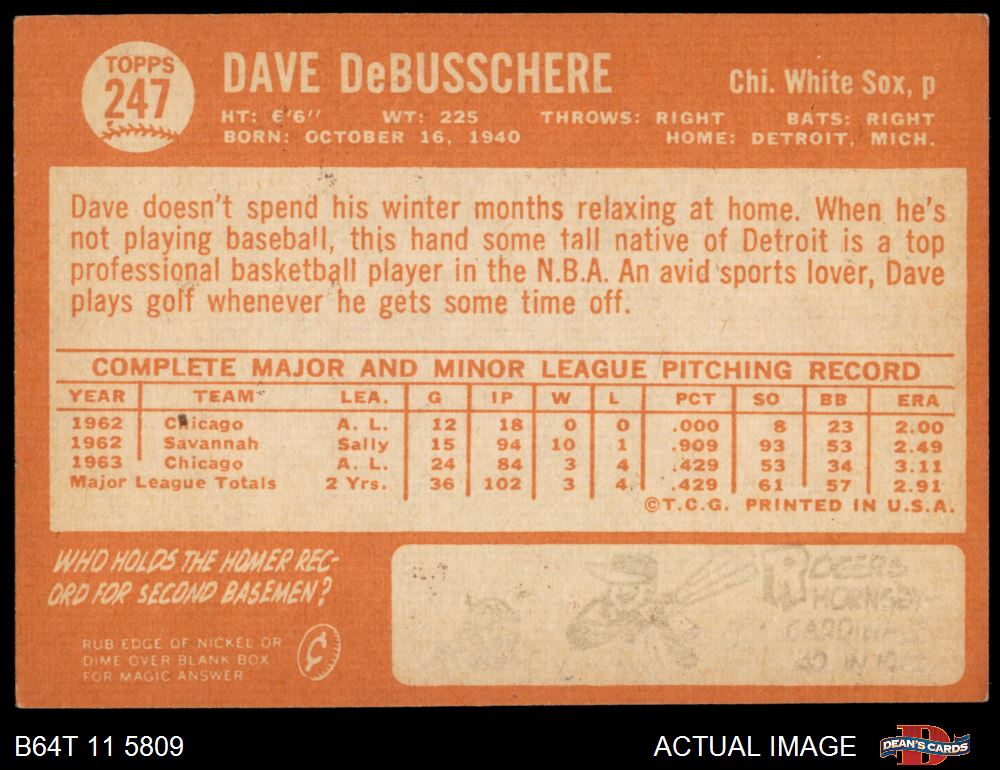 TOPPS
247
DAVE DeBUSSCHERE
Chi. White Sox, p
HT: 6'6" WT: 225 THROWS: RIGHT BATS: RIGHT
BORN: OCTOBER 16, 1940 HOME: DETROIT, MICH.
Dave doesn't spend his winter months relaxing at home. When he's
not playing baseball, this hand some tall native of Detroit is a top
professional basketball player in the N.B.A. An avid sports lover, Dave
plays golf whenever he gets some time off.
COMPLETE MAJOR AND MINOR LEAGUE PITCHING RECORD
YEAR TEAM LEA. G IP W L PCT SO BB ERA
1962 Chicago A. L. 12 18 0 0 .000 8 23 2.00
1962 Savannah Sally 15 94 10 1 .909 93 53 2.49
1963 Chicago A. L. 24 84 3 4 .429 53 34 3.11
Major League Totals 2 Yrs. 36 102 3 4 .429 61 57 2.91
©T.C.G. PRINTED IN U.S.A.
WHO HOLDS THE HOMER REC-
ORD FOR SECOND BASEMEN?
RUB EDGE OF NICKEL OR
DIME OVER BLANK BOX
FOR MAGIC ANSWER
¢
ROGERS
HORNSBY
IN
B64T 11 5809
ACTUAL IMAGE
DEAN'S CARDS